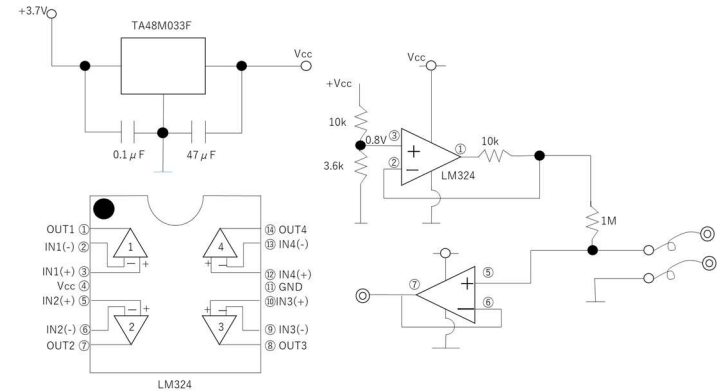 +3.7V
TA48M033F
Vcc
0.1μF
47μF
Vcc
+Vcc
10k
0.8V
3.6k
③
②
+
−
①
LM324
10k
1M
⑦
⑤
⑥
+
−
OUT1 ①
IN1(-) ②
IN1(+) ③
Vcc ④
IN2(+) ⑤
IN2(-) ⑥
OUT2 ⑦
1
− +
2
− +
4
− +
3
− +
⑭ OUT4
⑬ IN4(-)
⑫ IN4(+)
⑪ GND
⑩IN3(+)
⑨ IN3(-)
⑧ OUT3
LM324